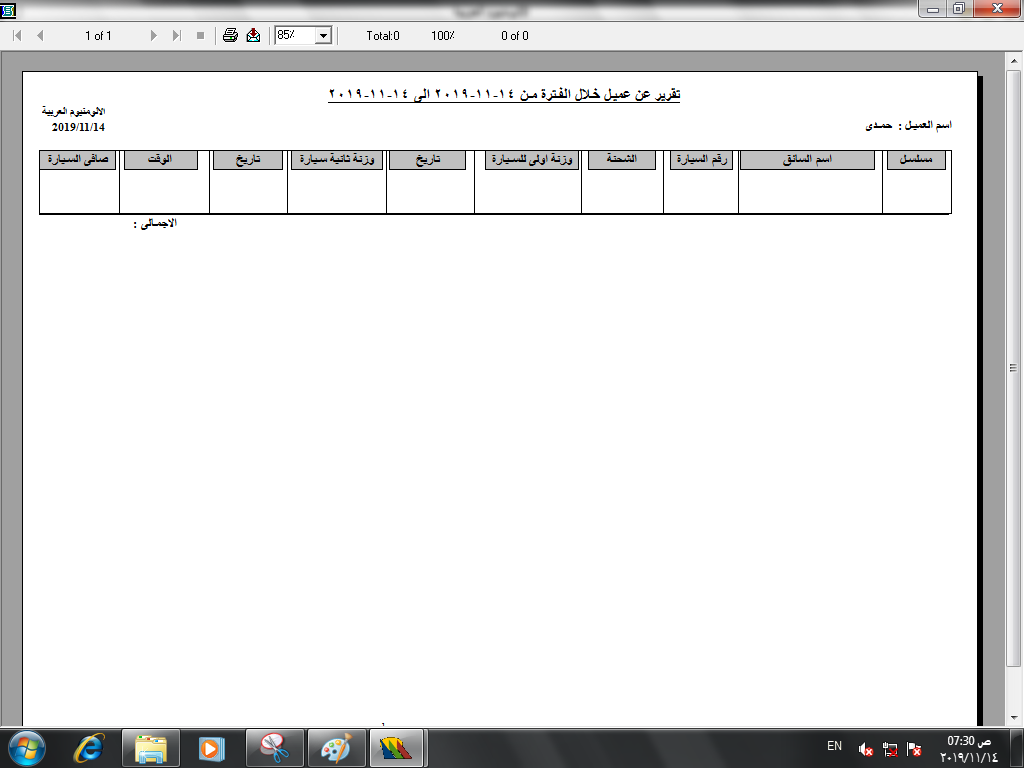 1 of 1
85%
Total:0
100%
0 of 0
تقرير عن عميل خلال الفترة من ١٤-١١-٢٠١٩ الى ١٤-١١-٢٠١٩
الالومنيوم العربية
2019/11/14
اسم العميل : حمدى
مسلسل
اسم السائق
رقم السيارة
الشحنة
وزنة اولى للسيارة
تاريخ
وزنة ثانية سيارة
تاريخ
الوقت
صافى السيارة
الاجمالى :
EN
07:30 ص
٢٠١٩/١١/١٤